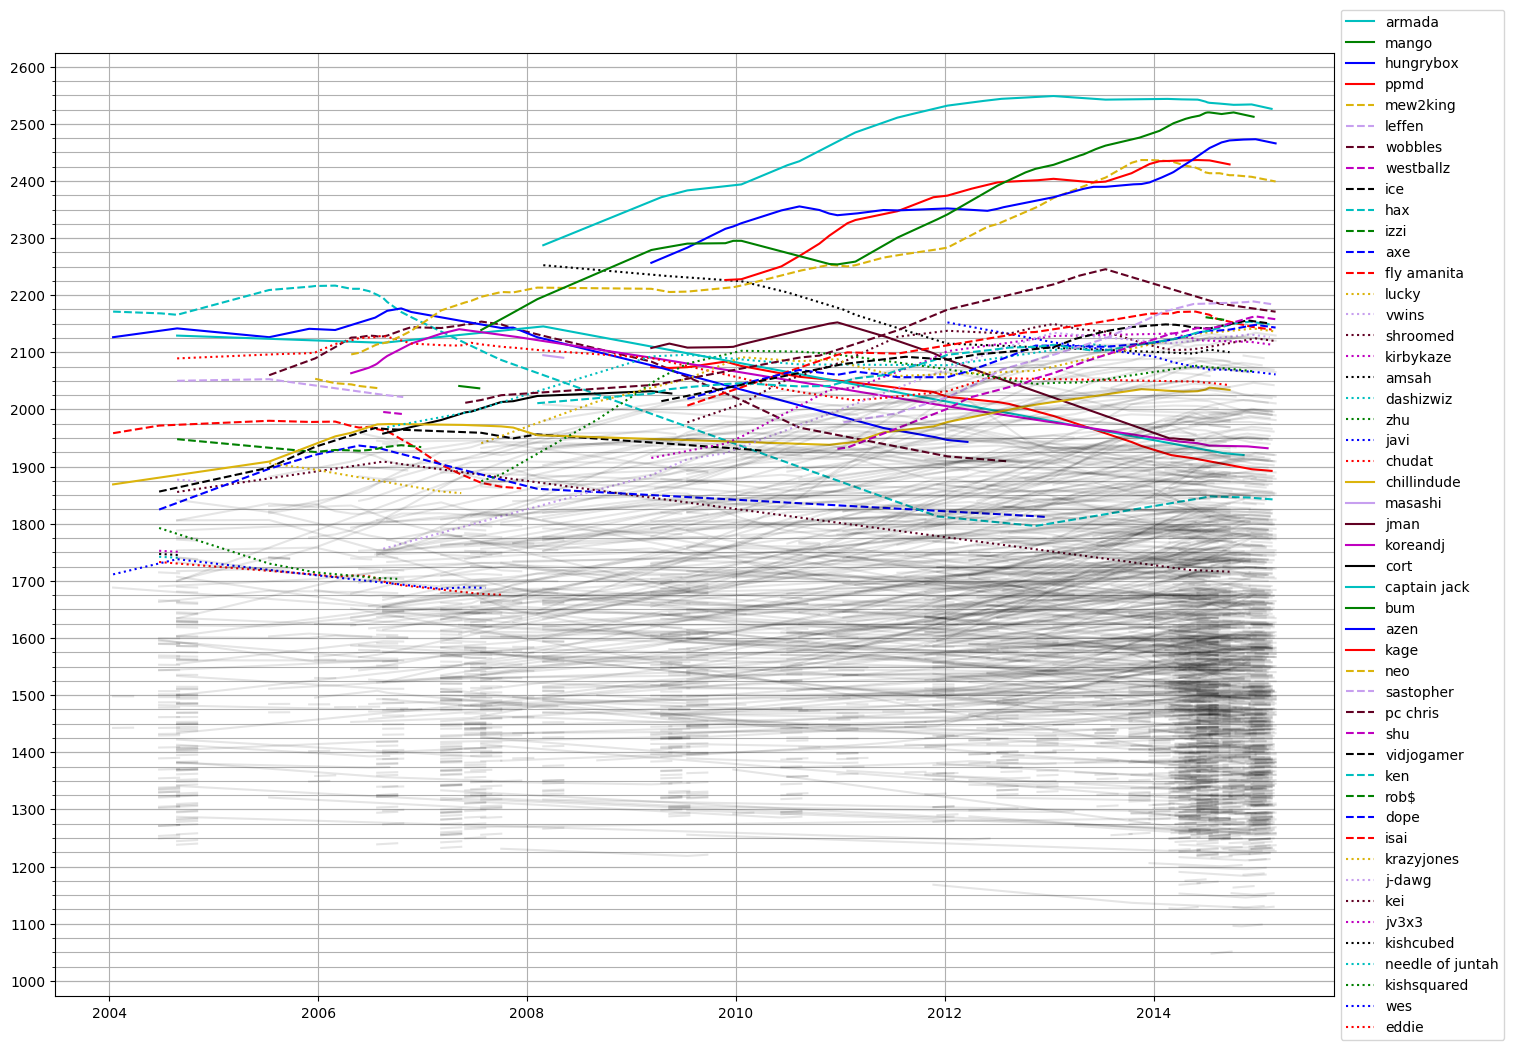 2600
2500
2400
2300
2200
2100
2000
1900
1800
1700
1600
1500
1400
1300
1200
1100
1000
2004
2006
2008
2010
2012
2014
armada
mango
hungrybox
ppmd
mew2king
leffen
wobbles
westballz
ice
hax
izzi
axe
fly amanita
lucky
vwins
shroomed
kirbykaze
amsah
dashizwiz
zhu
javi
chudat
chillindude
masashi
jman
koreandj
cort
captain jack
bum
azen
kage
neo
sastopher
pc chris
shu
vidjogamer
ken
rob$
dope
isai
krazyjones
j-dawg
kei
jv3x3
kishcubed
needle of juntah
kishsquared
wes
eddie